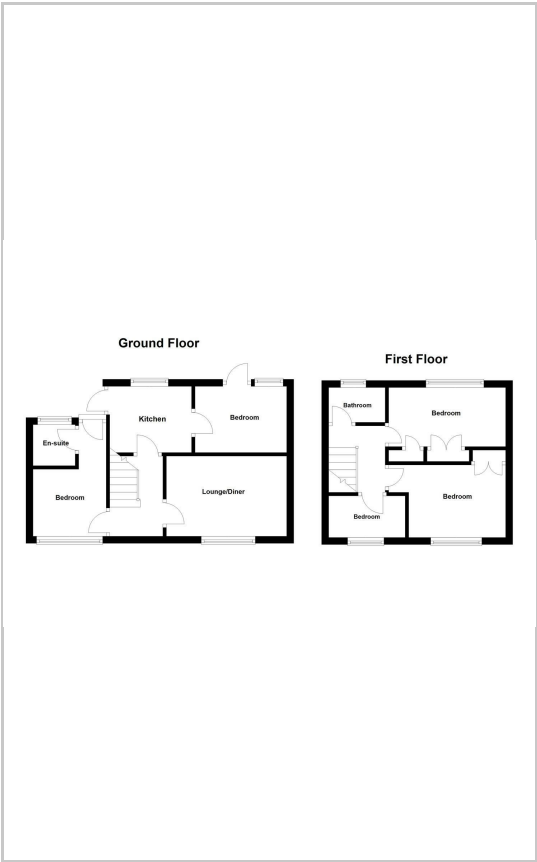 Ground Floor
Kitchen
Bedroom
En-suite
Bedroom
Lounge/Diner
First Floor
Bathroom
Bedroom
Bedroom
Bedroom